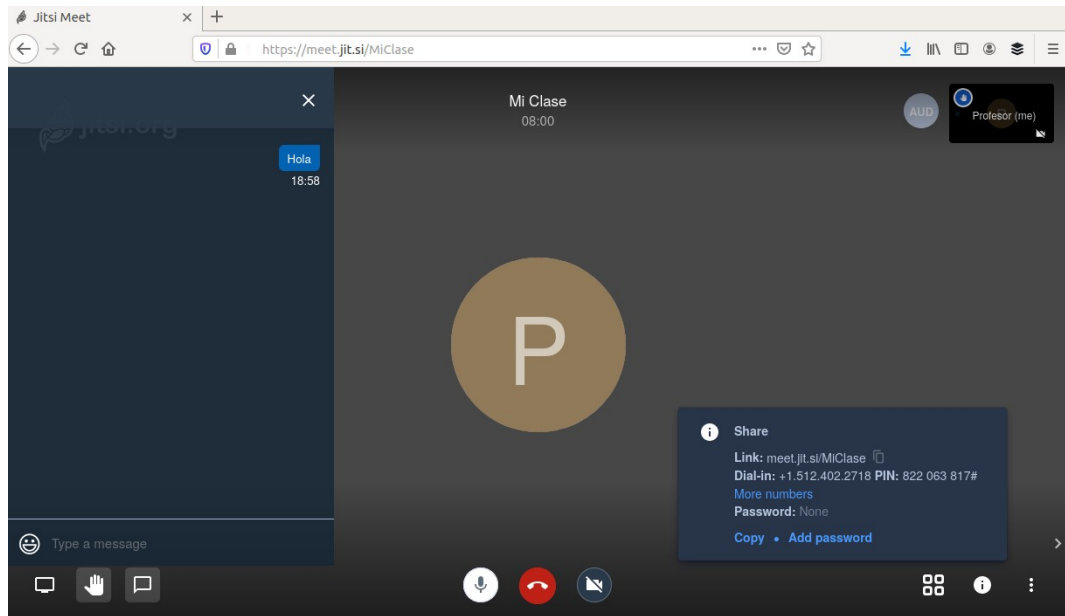 Jitsi Meet
https://meet.jit.si/MiClase
jitsi.org
Mi Clase
08:00
AUD
Profesor (me)
Hola
18:58
P
Share
Link: meet.jit.si/MiClase
Dial-in: +1.512.402.2718 PIN: 822 063 817#
More numbers
Password: None
Copy • Add password
Type a message